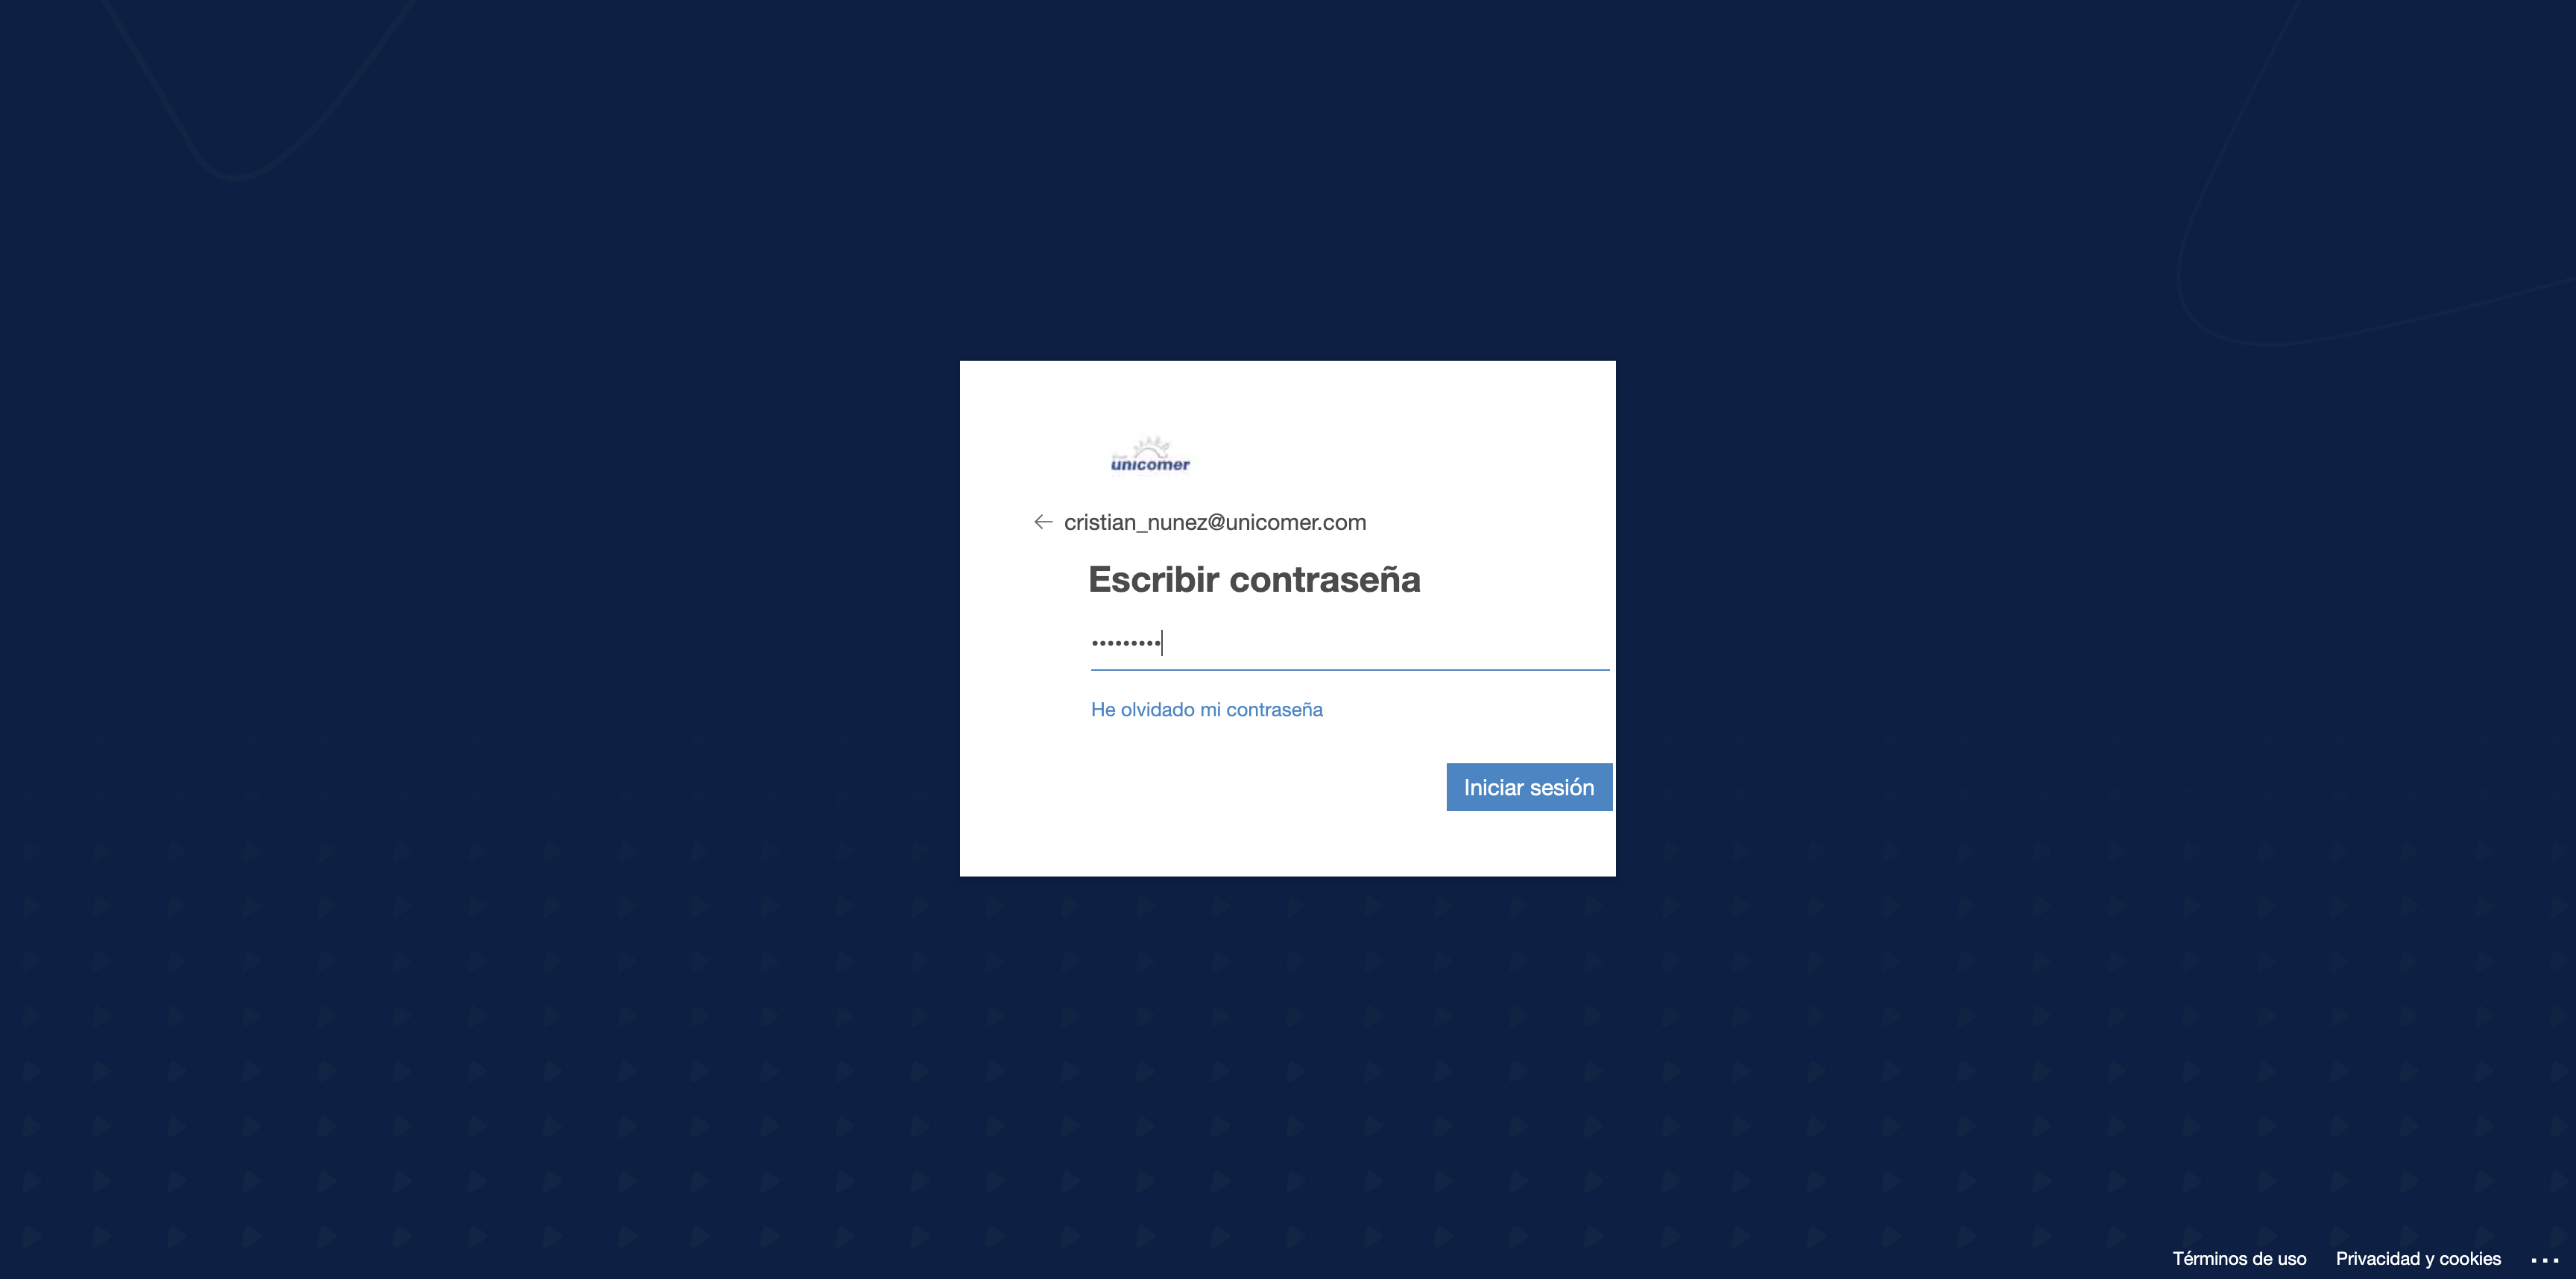 unicomer
cristian_nunez@unicomer.com
Escribir contraseña
•••••••••
He olvidado mi contraseña
Iniciar sesión
Términos de uso Privacidad y cookies ...